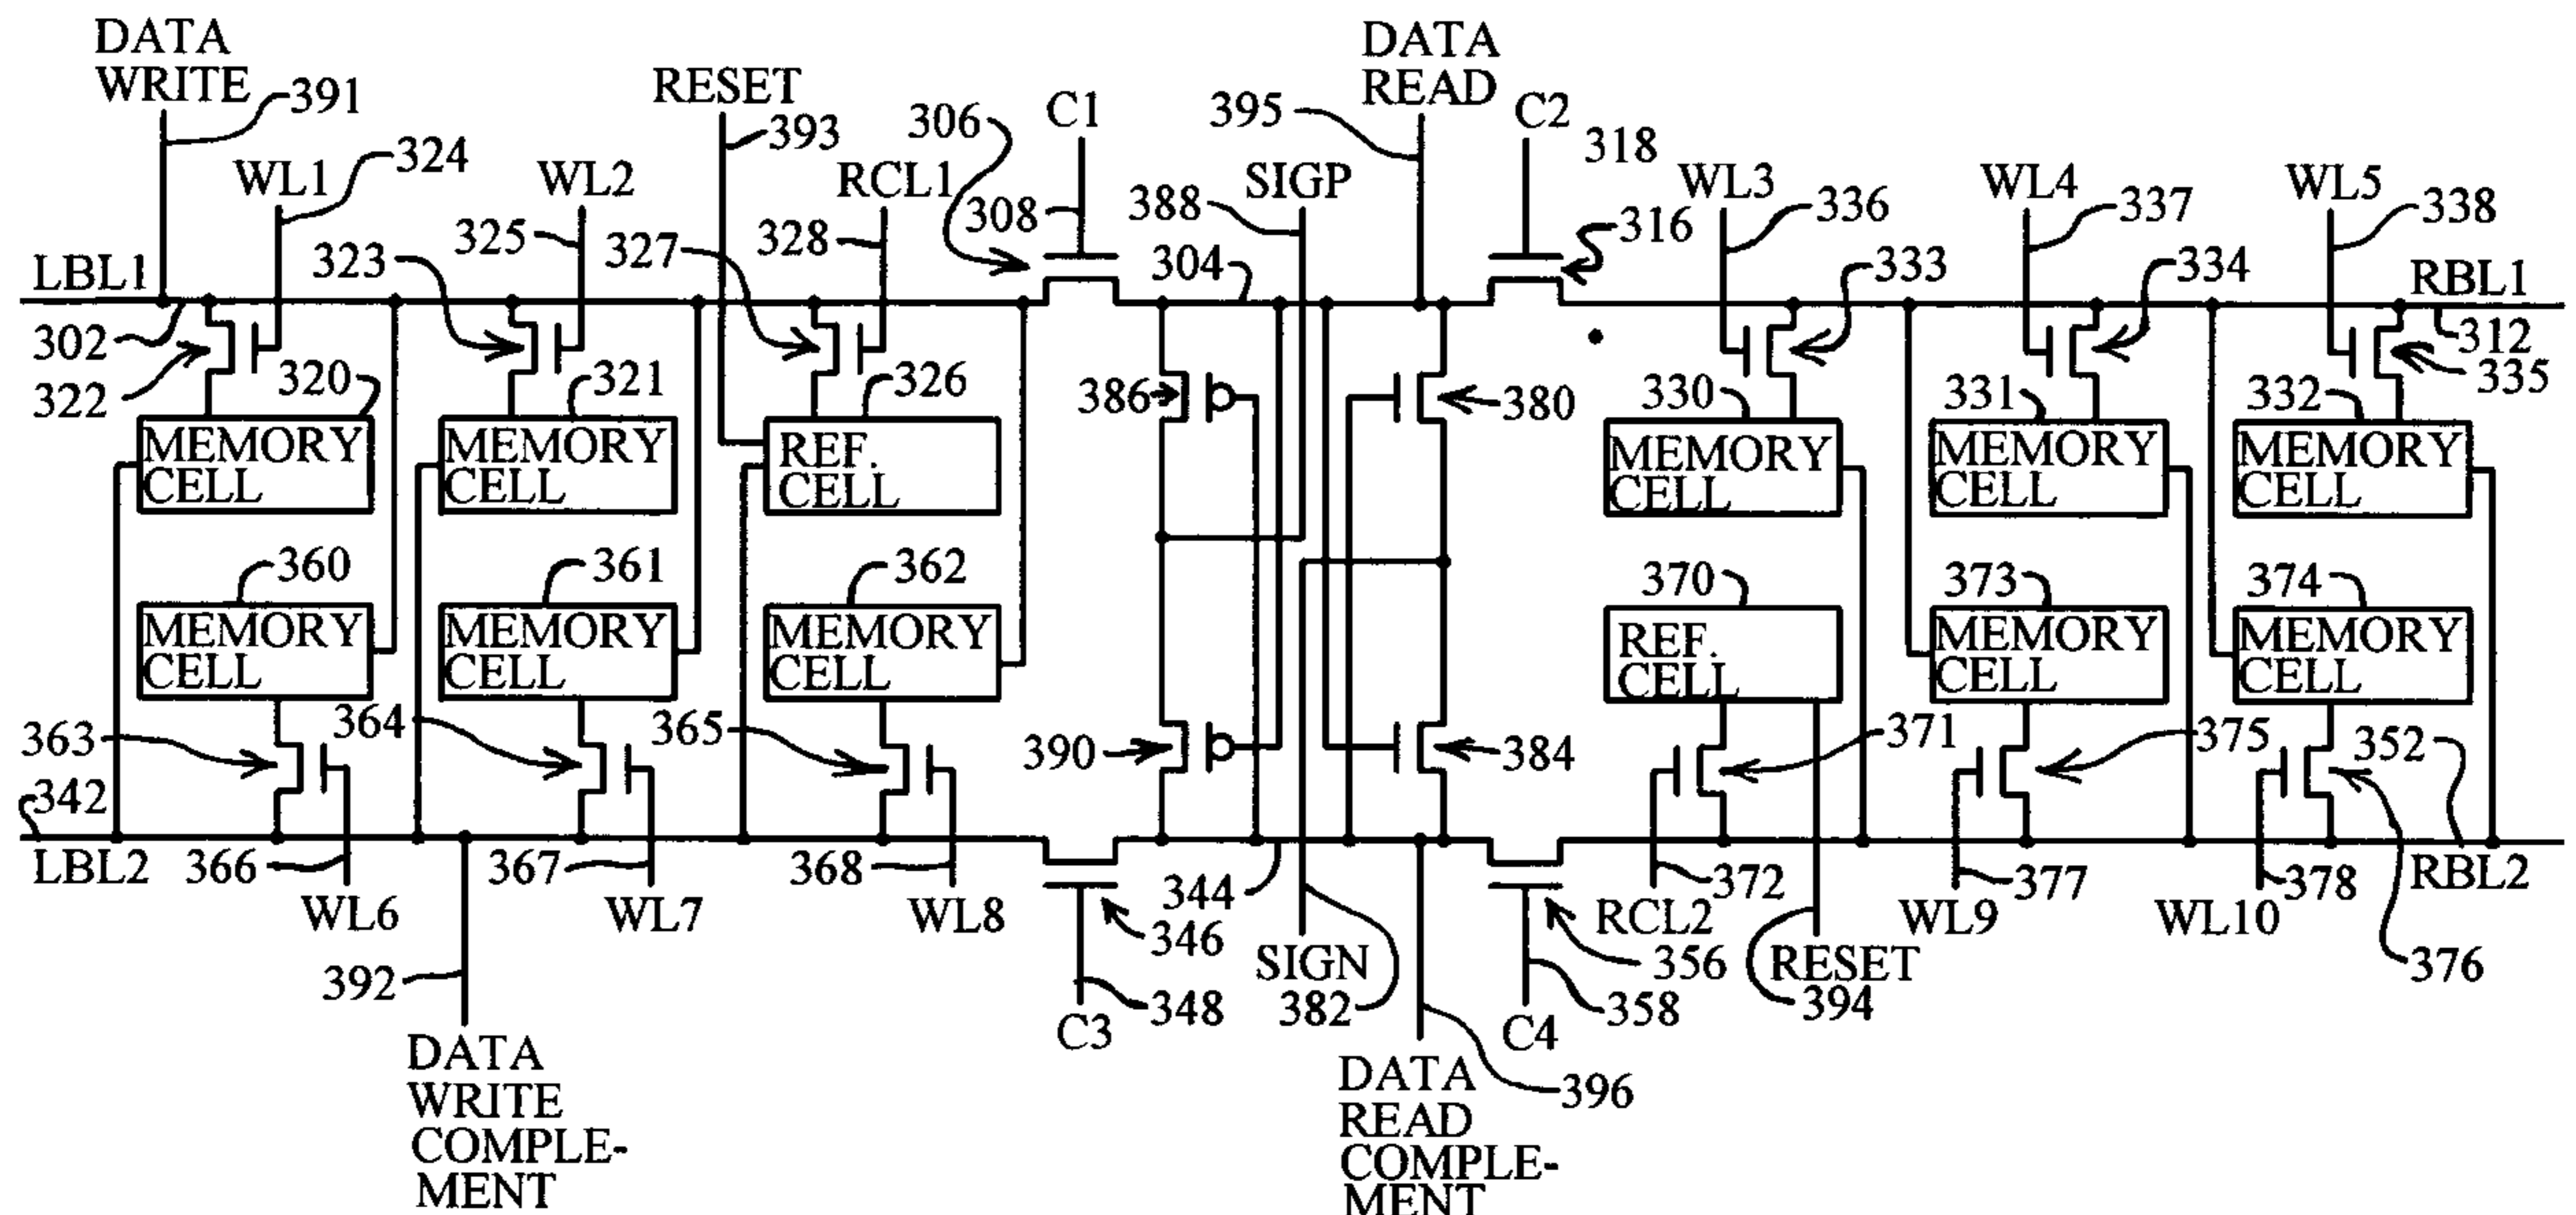 DATA
WRITE
391
WL1
324
WL2
325
323
RESET
393
RCL1
328
327
306
C1
308
DATA
READ
395
SIGP
388
304
C2
318
316
WL3
336
333
WL4
337
334
WL5
338
RBL1
312
335
LBL1
302
322
320
321
326
386
380
330
331
332
MEMORY
CELL
MEMORY
CELL
REF.
CELL
MEMORY
CELL
MEMORY
CELL
MEMORY
CELL
360
361
362
370
373
374
MEMORY
CELL
MEMORY
CELL
MEMORY
CELL
REF.
CELL
MEMORY
CELL
MEMORY
CELL
363
364
365
390
384
371
375
352
342
LBL2
366
WL6
367
WL7
368
WL8
344
346
348
C3
SIGN
382
356
358
C4
RCL2
372
RESET
394
WL9
377
WL10
378
RBL2
376
392
DATA
WRITE
COMPLE-
MENT
396
DATA
READ
COMPLE-
MENT